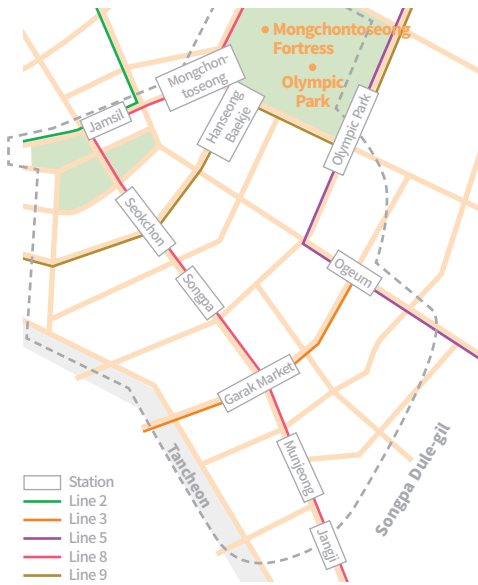 Mongchontoseong
Fortress
Olympic
Park
Mongchon-
toseong
Jamsil
Hanseong
Baekje
Olympic Park
Seokchon
Songpa
Ogeum
Garak Market
Munjeong
Jangji
Tancheon
Songpa Dule-gil
Station
Line 2
Line 3
Line 5
Line 8
Line 9